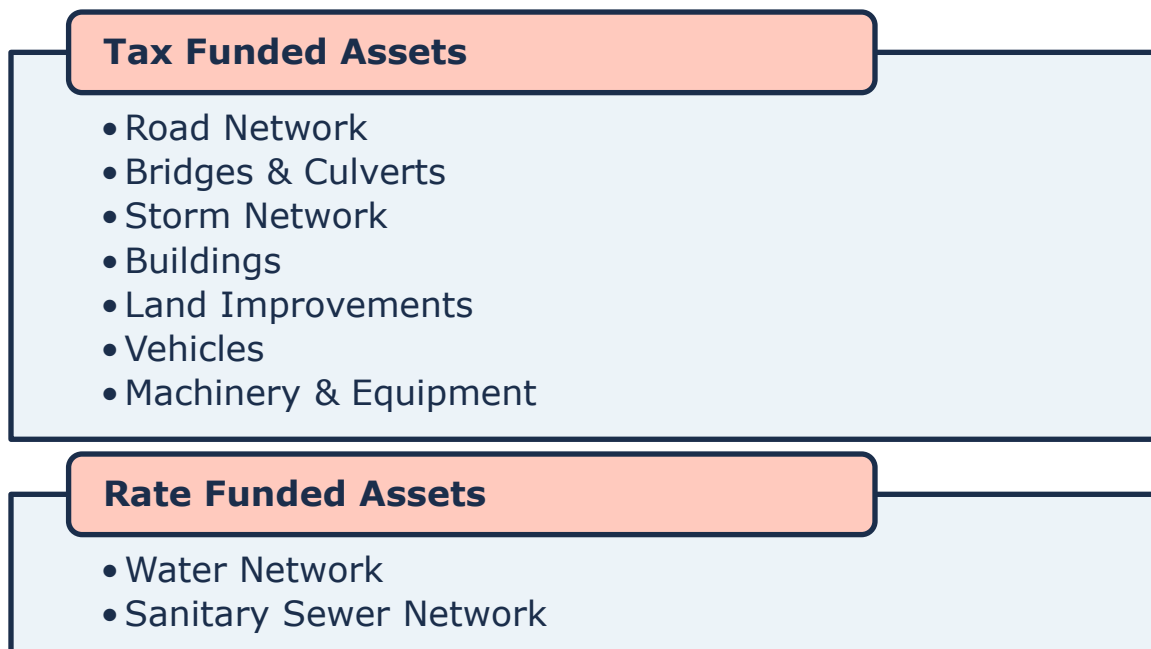 Tax Funded Assets
• Road Network
• Bridges & Culverts
• Storm Network
• Buildings
• Land Improvements
• Vehicles
• Machinery & Equipment
Rate Funded Assets
• Water Network
• Sanitary Sewer Network